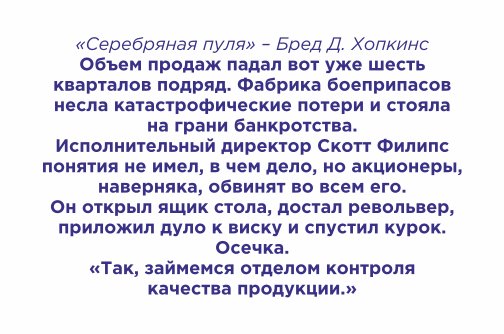 «Серебряная пуля» – Бред Д. Хопкинс
Объем продаж падал вот уже шесть
кварталов подряд. Фабрика боеприпасов
несла катастрофические потери и стояла
на грани банкротства.
Исполнительный директор Скотт Филипс
понятия не имел, в чем дело, но акционеры,
наверняка, обвинят во всем его.
Он открыл ящик стола, достал револьвер,
приложил дуло к виску и спустил курок.
Осечка.
«Так, займемся отделом контроля
качества продукции.»